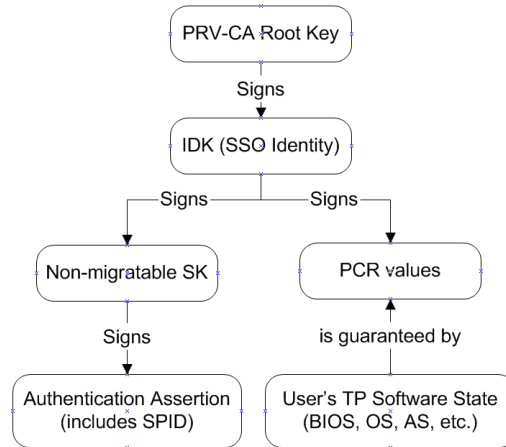 PRV-CA Root Key
Signs
IDK (SSO Identity)
Signs
Signs
Non-migratable SK
PCR values
Signs
is guaranteed by
Authentication Assertion
(includes SPID)
User's TP Software State
(BIOS, OS, AS, etc.)